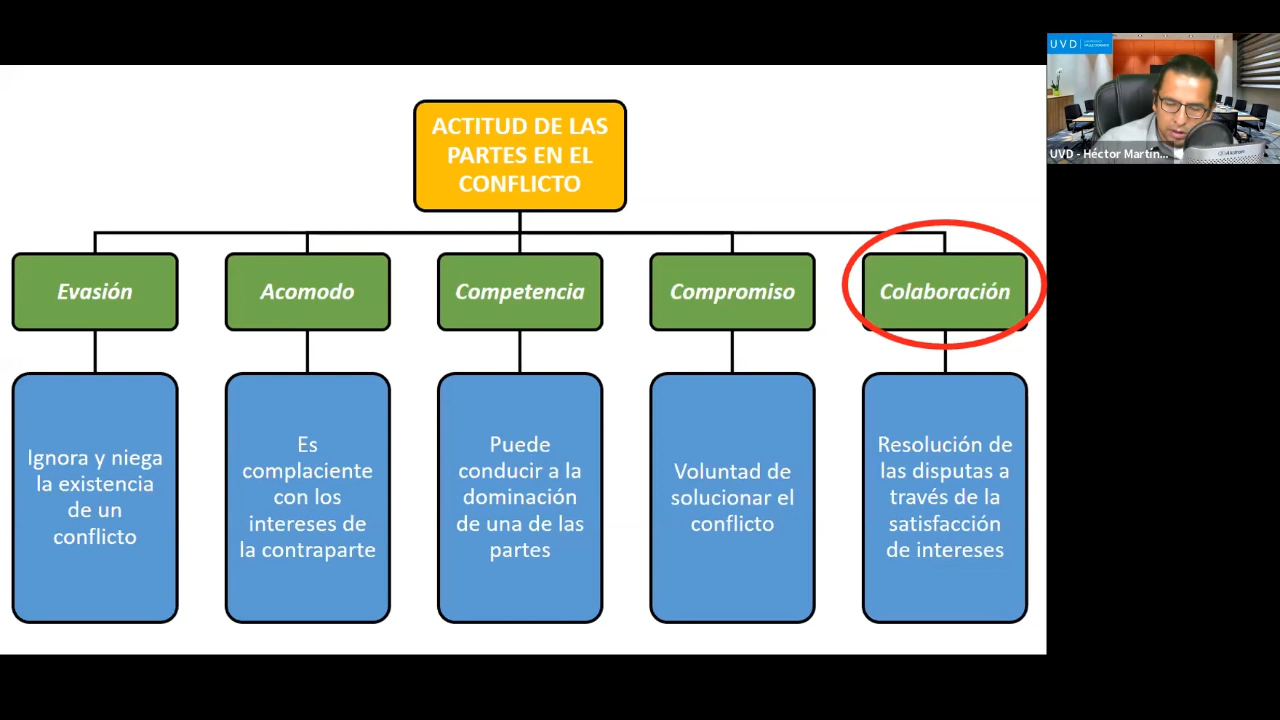 ACTITUD DE LAS
PARTES EN EL
CONFLICTO
Evasión
Acomodo
Competencia
Compromiso
Colaboración
Ignora y niega
la existencia
de un
conflicto
Es
complaciente
con los
intereses de
la contraparte
Puede
conducir a la
dominación
de una de las
partes
Voluntad de
solucionar el
conflicto
Resolución de
las disputas a
través de la
satisfacción
de intereses
UVD
UVD - Héctor Martín...